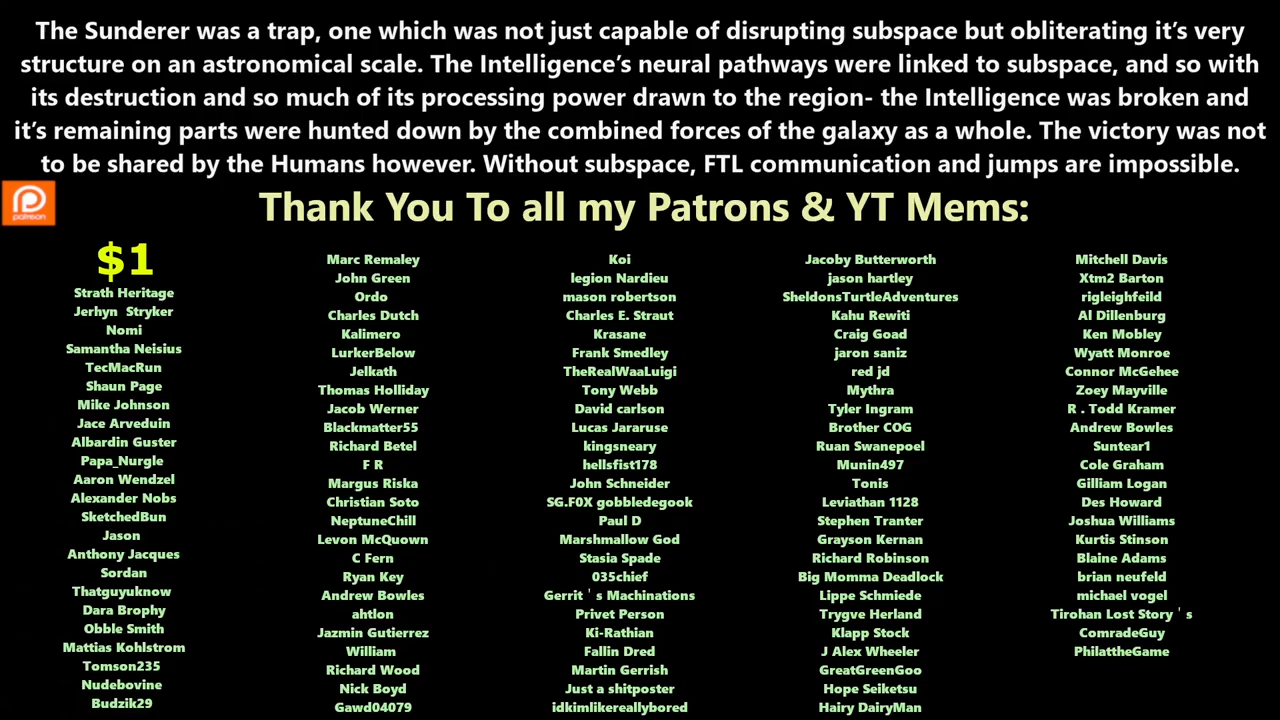 The Sunderer was a trap, one which was not just capable of disrupting subspace but obliterating it’s very
structure on an astronomical scale. The Intelligence’s neural pathways were linked to subspace, and so with
its destruction and so much of its processing power drawn to the region- the Intelligence was broken and
it’s remaining parts were hunted down by the combined forces of the galaxy as a whole. The victory was not
to be shared by the Humans however. Without subspace, FTL communication and jumps are impossible.
patreon
Thank You To all my Patrons & YT Mems:
$1
Strath Heritage
Jerhyn  Stryker
Nomi
Samantha Neisius
TecMacRun
Shaun Page
Mike Johnson
Jace Arveduin
Albardin Guster
Papa_Nurgle
Aaron Wendzel
Alexander Nobs
SketchedBun
Jason
Anthony Jacques
Sordan
Thatguyuknow
Dara Brophy
Obble Smith
Mattias Kohlstrom
Tomson235
Nudebovine
Budzik29
Marc Remaley
John Green
Ordo
Charles Dutch
Kalimero
LurkerBelow
Jelkath
Thomas Holliday
Jacob Werner
Blackmatter55
Richard Betel
F R
Margus Riska
Christian Soto
NeptuneChill
Levon McQuown
C Fern
Ryan Key
Andrew Bowles
ahtlon
Jazmin Gutierrez
William
Richard Wood
Nick Boyd
Gawd04079
Koi
legion Nardieu
mason robertson
Charles E. Straut
Krasane
Frank Smedley
TheRealWaaLuigi
Tony Webb
David carlson
Lucas Jararuse
kingsneary
hellsfist178
John Schneider
SG.F0X gobbledegook
Paul D
Marshmallow God
Stasia Spade
035chief
Gerrit ' s Machinations
Privet Person
Ki-Rathian
Fallin Dred
Martin Gerrish
Just a shitposter
idkimlikereallybored
Jacoby Butterworth
jason hartley
SheldonsTurtleAdventures
Kahu Rewiti
Craig Goad
jaron saniz
red jd
Mythra
Tyler Ingram
Brother COG
Ruan Swanepoel
Munin497
Tonis
Leviathan 1128
Stephen Tranter
Grayson Kernan
Richard Robinson
Big Momma Deadlock
Lippe Schmiede
Trygve Herland
Klapp Stock
J Alex Wheeler
GreatGreenGoo
Hope Seiketsu
Hairy DairyMan
Mitchell Davis
Xtm2 Barton
rigleighfeild
Al Dillenburg
Ken Mobley
Wyatt Monroe
Connor McGehee
Zoey Mayville
R . Todd Kramer
Andrew Bowles
Suntear1
Cole Graham
Gilliam Logan
Des Howard
Joshua Williams
Kurtis Stinson
Blaine Adams
brian neufeld
michael vogel
Tirohan Lost Story ' s
ComradeGuy
PhilattheGame